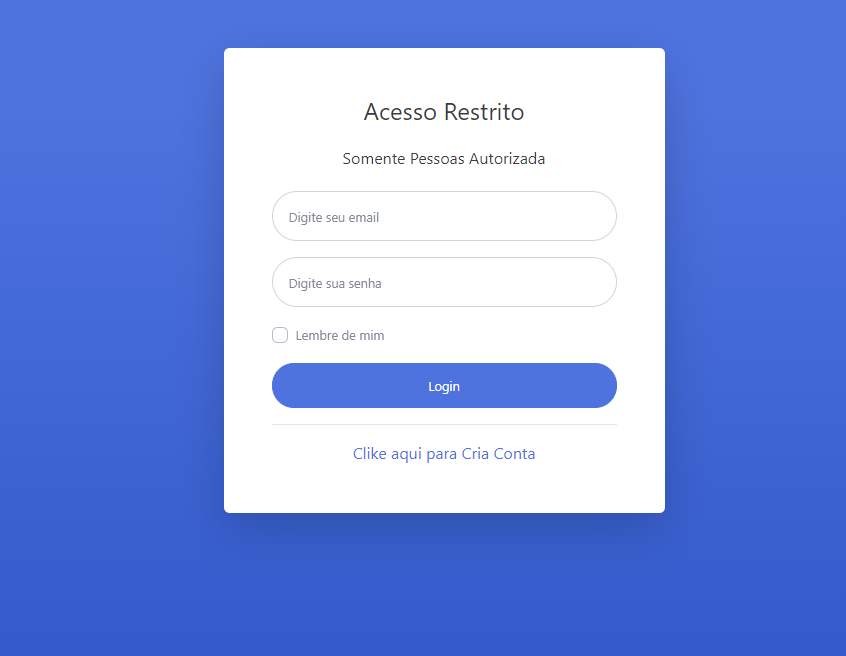 Acesso Restrito
Somente Pessoas Autorizada
Digite seu email
Digite sua senha
Lembre de mim
Login
Clike aqui para Cria Conta